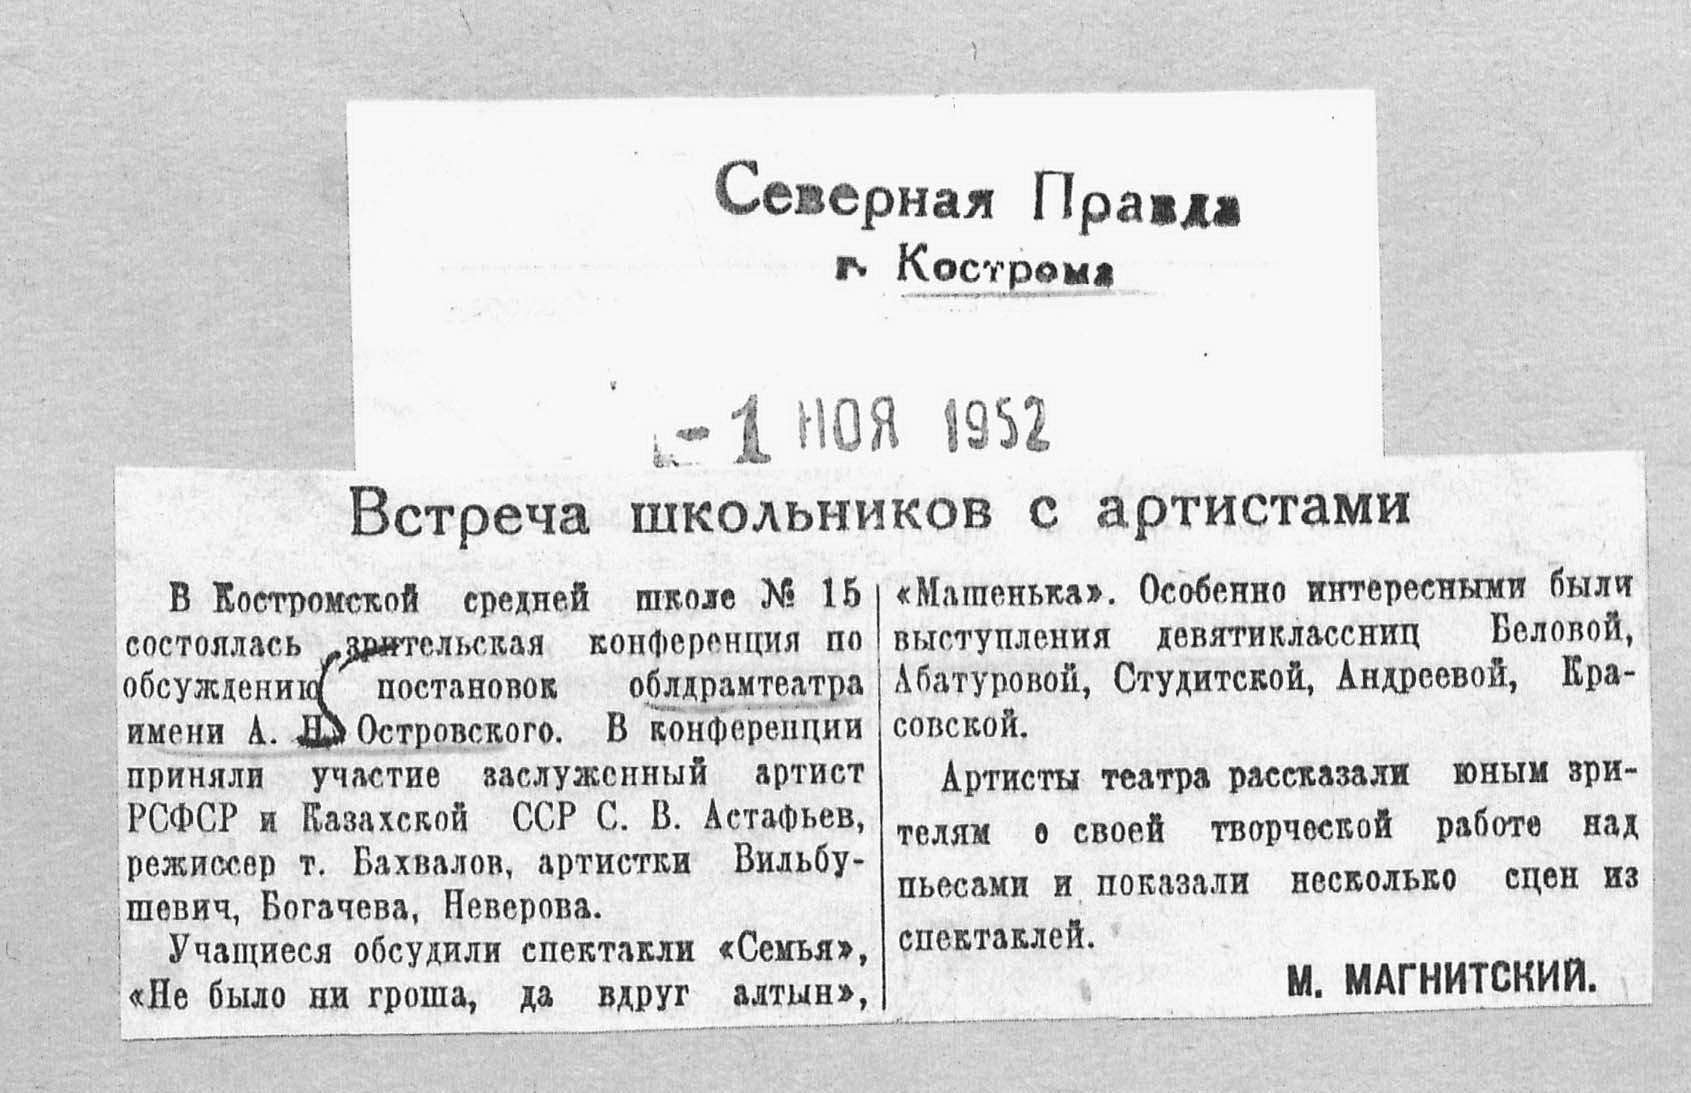 Северная Правда
г. Кострома
-1 НОЯ 1952
Встреча школьников с артистами
В Костромской средней школе № 15
состоялась зрительская конференция по
обсуждению постановок облдрамтеатра
имени А. Н. Островского. В конференции
приняли участие заслуженный артист
РСФСР и Казахской ССР С. В. Астафьев,
режиссер т. Бахвалов, артистки Вильбу-
шевич, Богачева, Неверова.
Учащиеся обсудили спектакли «Семья»,
«Не было ни гроша, да вдруг алтын»,
«Машенька». Особенно интересными были
выступления девятиклассниц Беловой,
Абатуровой, Студитской, Андреевой, Кра-
совской.
Артисты театра рассказали юным зри-
телям о своей творческой работе над
пьесами и показали несколько сцен из
спектаклей.
М. МАГНИТСКИЙ.